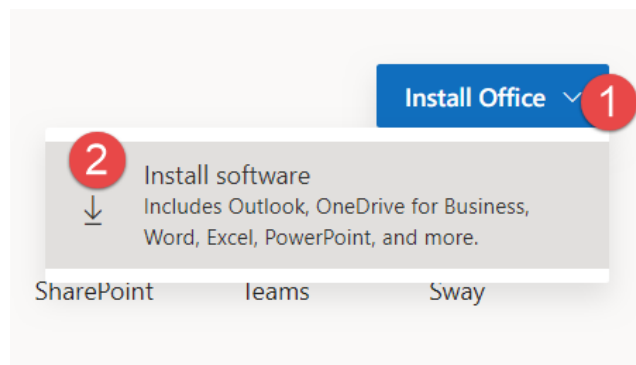 Install Office
1
2
Install software
Includes Outlook, OneDrive for Business,
Word, Excel, PowerPoint, and more.
SharePoint Teams Sway